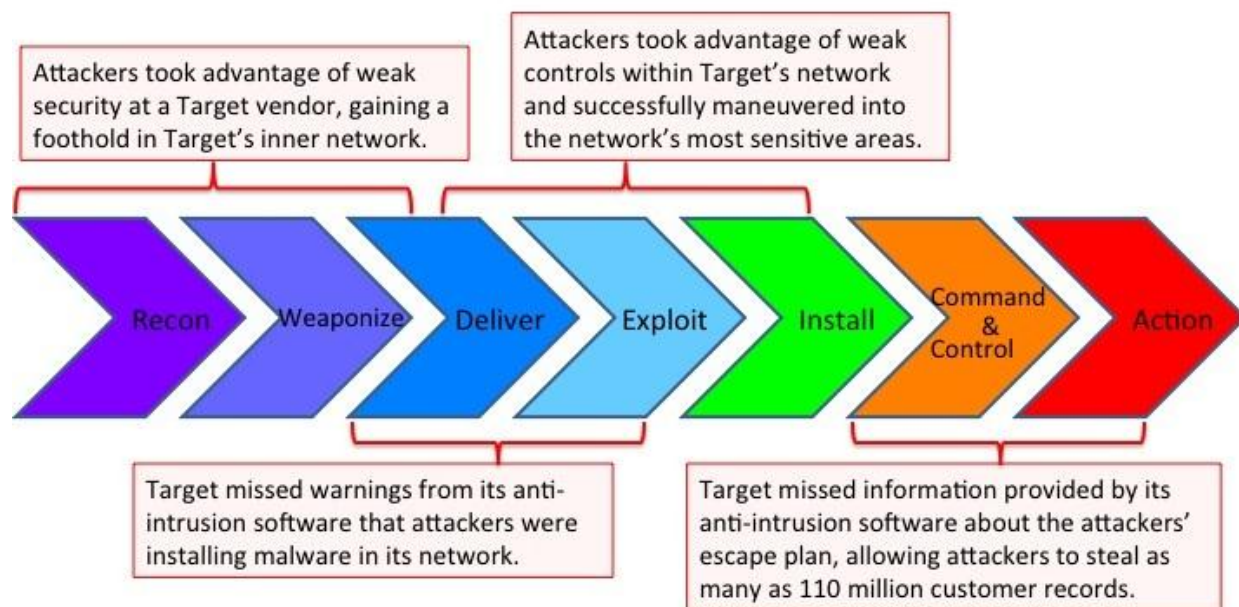 Attackers took advantage of weak
security at a Target vendor, gaining a
foothold in Target's inner network.
Attackers took advantage of weak
controls within Target's network
and successfully maneuvered into
the network's most sensitive areas.
Recon
Weaponize
Deliver
Exploit
Install
Command
&
Control
Action
Target missed warnings from its anti-
intrusion software that attackers were
installing malware in its network.
Target missed information provided by its
anti-intrusion software about the attackers'
escape plan, allowing attackers to steal as
many as 110 million customer records.